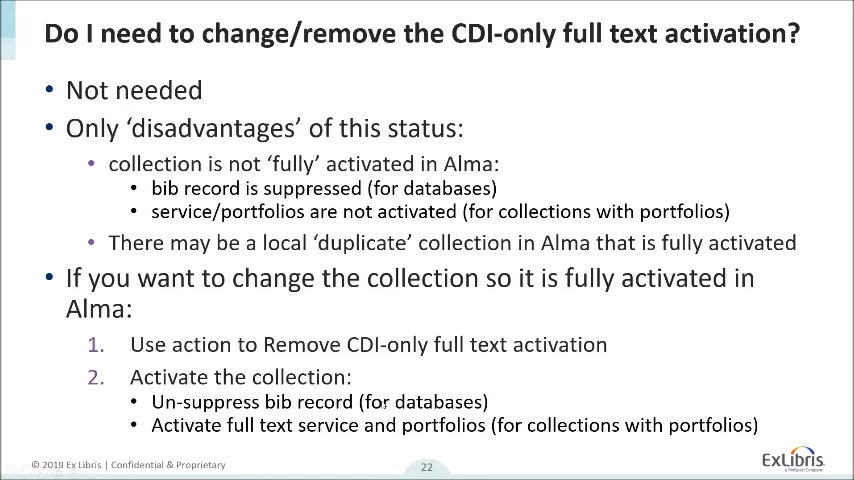 Do I need to change/remove the CDI-only full text activation?
• Not needed
• Only ‘disadvantages’ of this status:
• collection is not ‘fully’ activated in Alma:
• bib record is suppressed (for databases)
• service/portfolios are not activated (for collections with portfolios)
• There may be a local ‘duplicate’ collection in Alma that is fully activated
• If you want to change the collection so it is fully activated in
Alma:
1. Use action to Remove CDI-only full text activation
2. Activate the collection:
• Un-suppress bib record (for databases)
• Activate full text service and portfolios (for collections with portfolios)
© 2019 Ex Libris | Confidential & Proprietary
22
ExLibris
a ProQuest Company